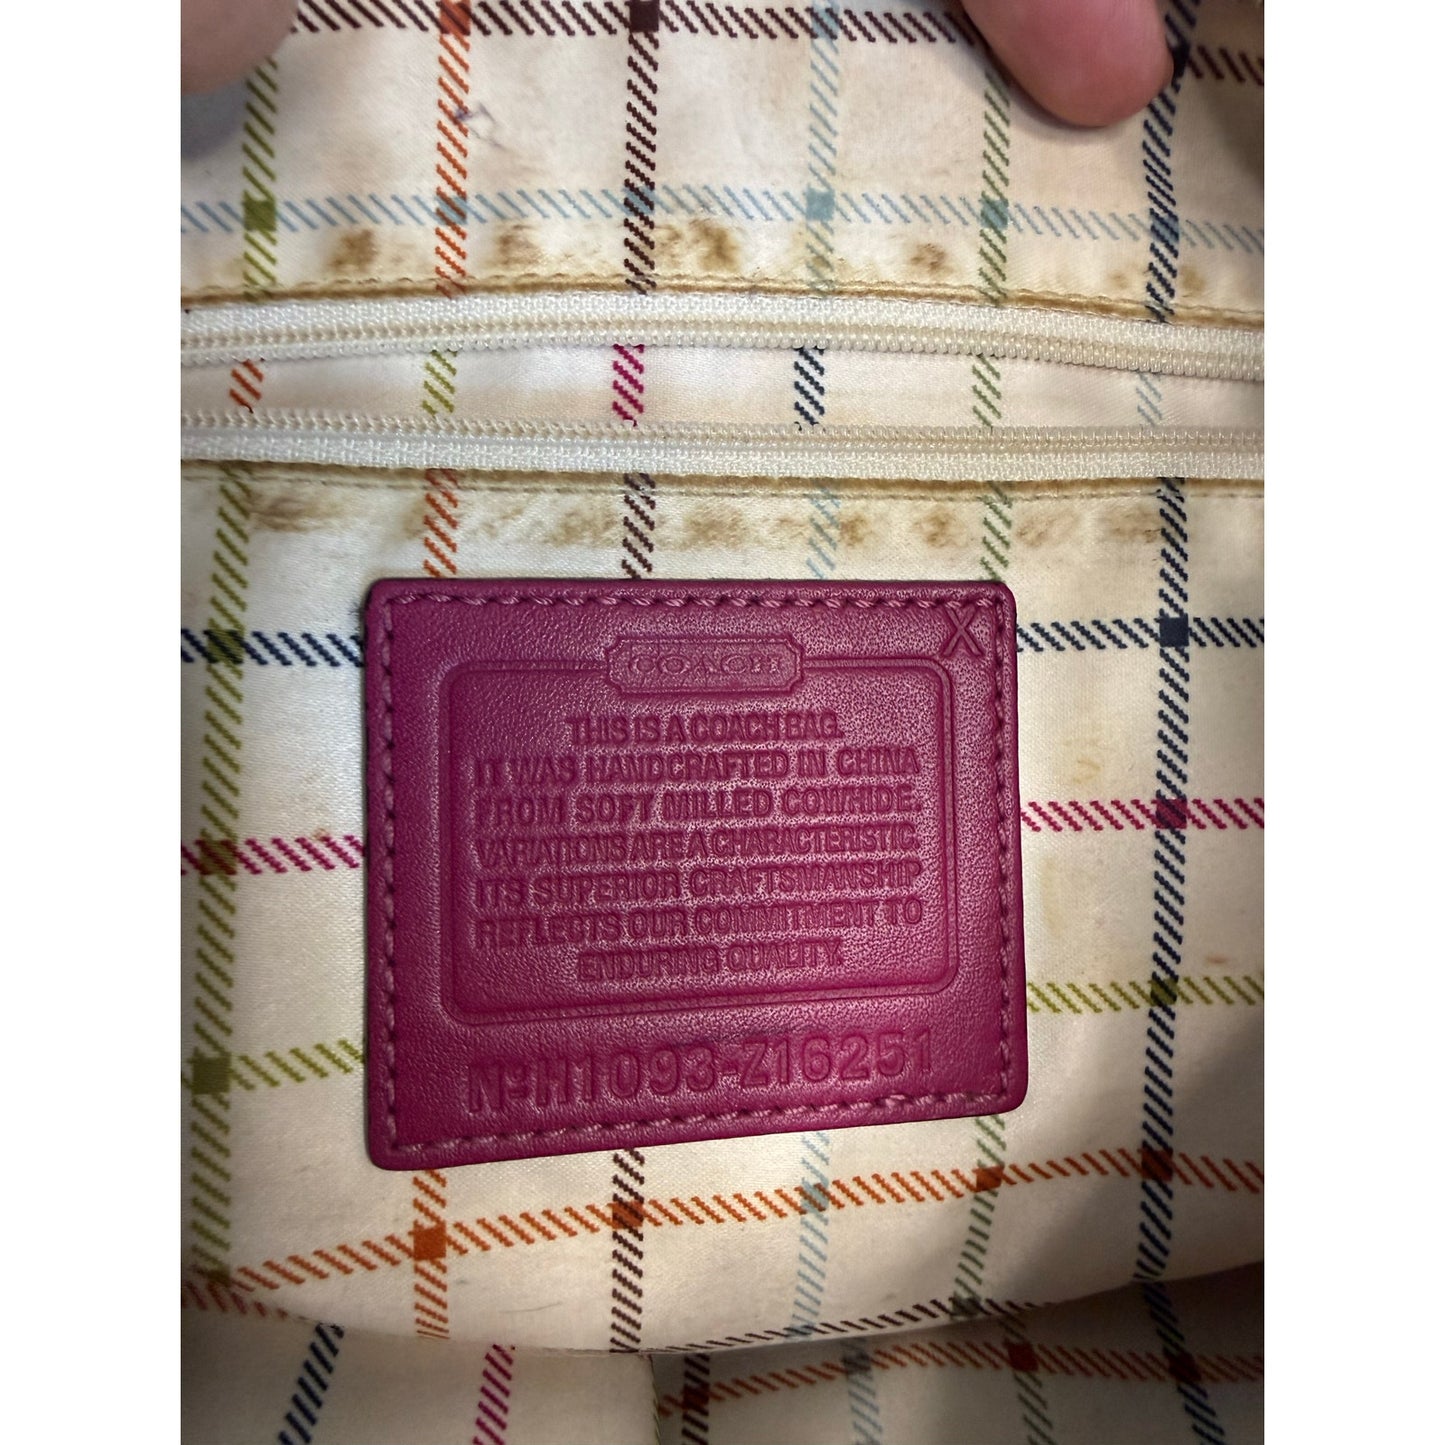 X
COACH
THIS IS A COACH BAG.
IT WAS HANDCRAFTED IN CHINA
FROM SOFT MILLED COWHIDE.
VARIATIONS ARE A CHARACTERISTIC.
ITS SUPERIOR CRAFTSMANSHIP
REFLECTS OUR COMMITMENT TO
ENDURING QUALITY.
Nº H1093-Z16251